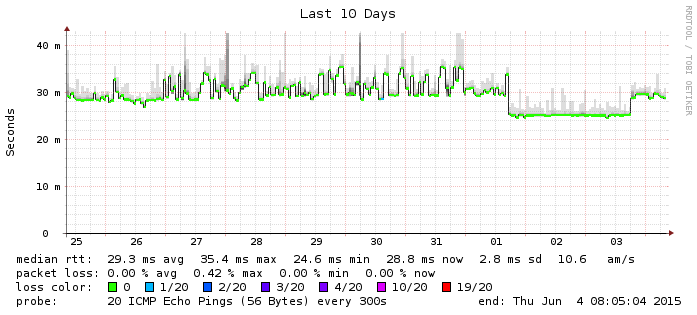 Last 10 Days
RRDTOOL / TOBI OETIKER
Seconds
40 m
30 m
20 m
10 m
0
25 26 27 28 29 30 31 01 02 03
median rtt: 29.3 ms avg 35.4 ms max 24.6 ms min 28.8 ms now 2.8 ms sd 10.6 am/s
packet loss: 0.00 % avg 0.42 % max 0.00 % min 0.00 % now
loss color: 0 1/20 2/20 3/20 4/20 10/20 19/20
probe: 20 ICMP Echo Pings (56 Bytes) every 300s end: Thu Jun 4 08:05:04 2015